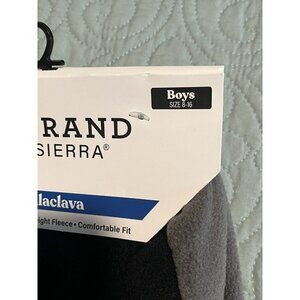 Boys
SIZE 8-16
RAND
SIERRA®
laclava
ight Fleece • Comfortable Fit